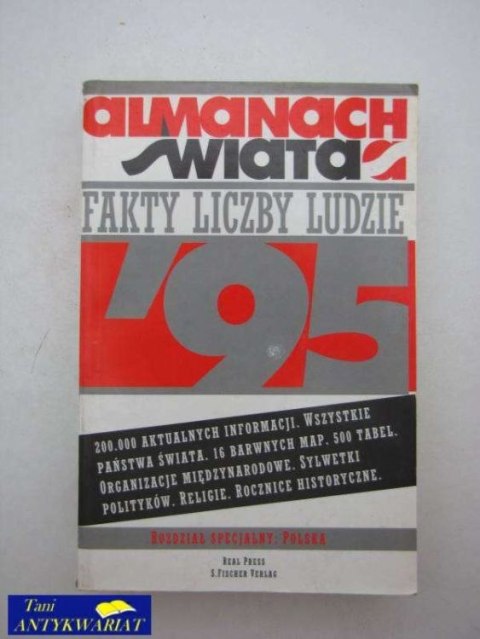 ALMANACH
ŚWIATA
FAKTY LICZBY LUDZIE
'95
200.000 AKTUALNYCH INFORMACJI. WSZYSTKIE
PAŃSTWA ŚWIATA. 16 BARWNYCH MAP. 500 TABEL.
ORGANIZACJE MIĘDZYNARODOWE. SYLWETKI
POLITYKÓW. RELIGIE. ROCZNICE HISTORYCZNE.
ROZDZIAŁ SPECJALNY: POLSKA
REAL PRESS
S. FISCHER VERLAG
Tani
ANTYKWARIAT